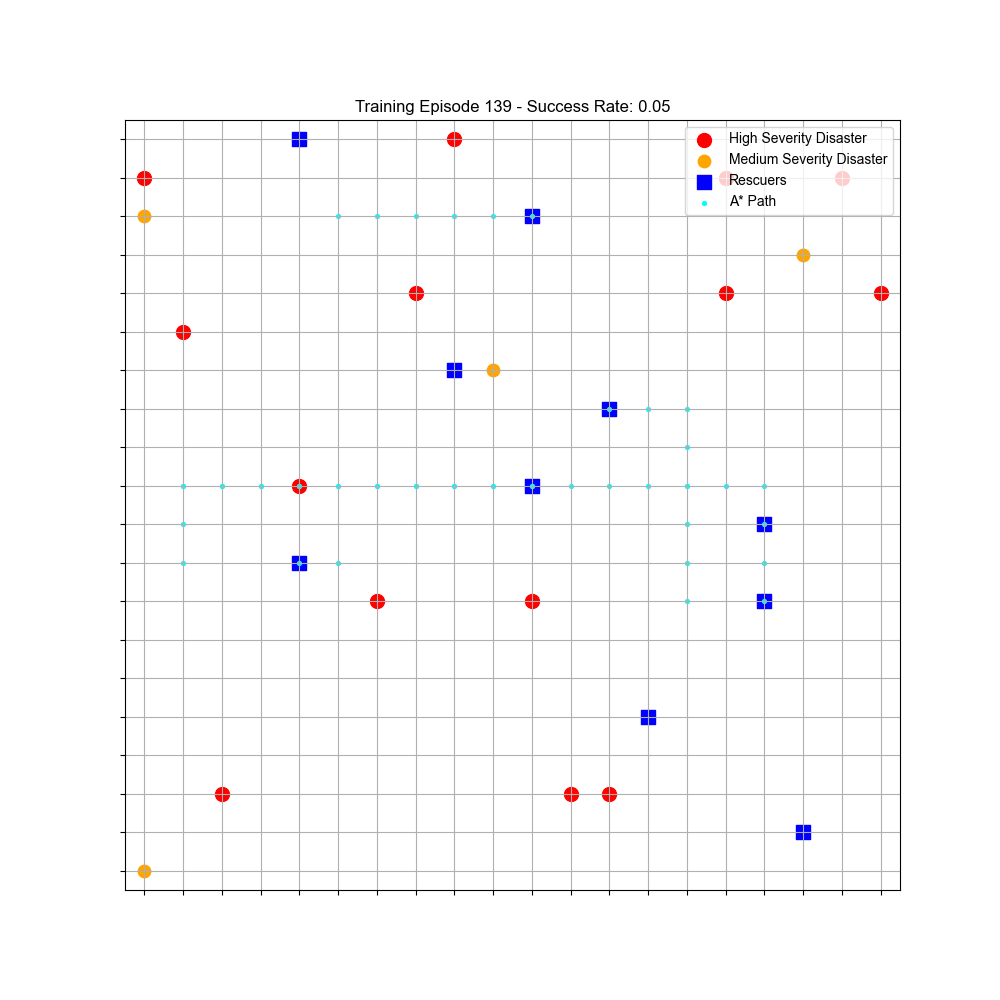 Training Episode 139 - Success Rate: 0.05
High Severity Disaster
Medium Severity Disaster
Rescuers
A* Path